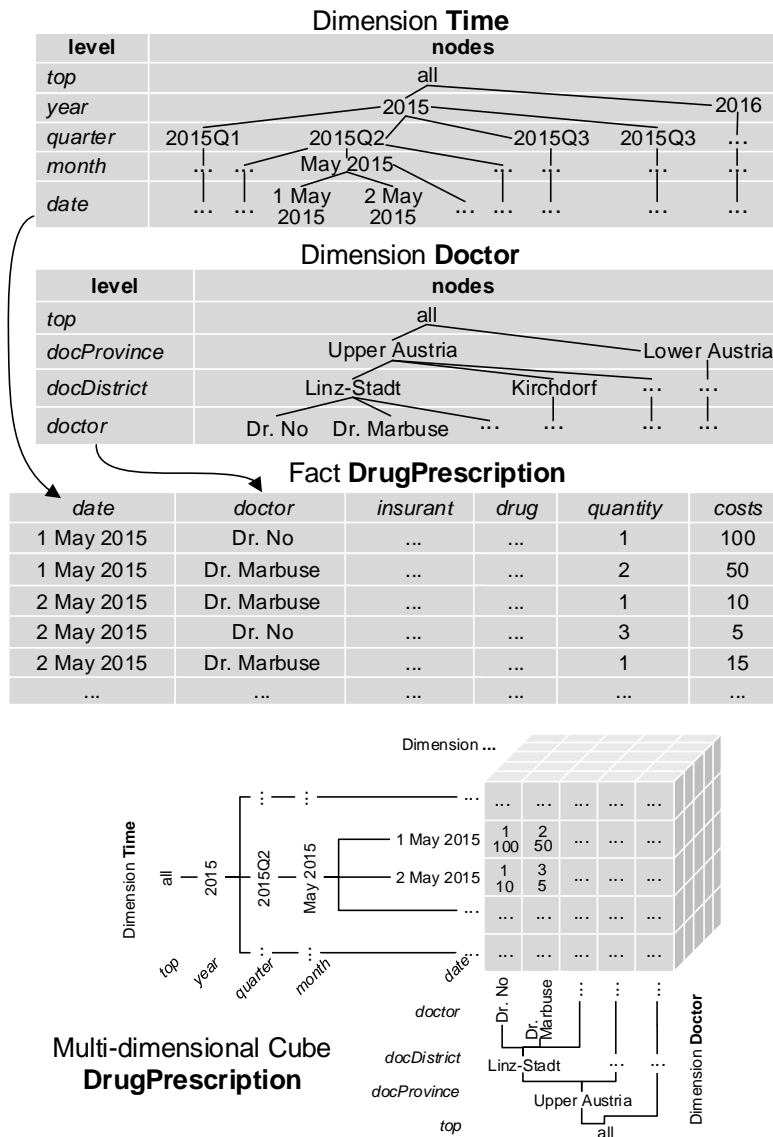 Dimension Time
level nodes
top all
year 2015 2016
quarter 2015Q1 2015Q2 2015Q3 2015Q3 ...
month ... ... May 2015 ... ... ... ...
date ... ... 1 May 2015 2 May 2015 ... ... ... ... ...
Dimension Doctor
level nodes
top all
docProvince Upper Austria Lower Austria
docDistrict Linz-Stadt Kirchdorf ... ...
doctor Dr. No Dr. Marbuse ... ... ... ...
Fact DrugPrescription
date doctor insurant drug quantity costs
1 May 2015 Dr. No ... ... 1 100
1 May 2015 Dr. Marbuse ... ... 2 50
2 May 2015 Dr. Marbuse ... ... 1 10
2 May 2015 Dr. No ... ... 3 5
2 May 2015 Dr. Marbuse ... ... 1 15
... ... ... ... ... ...
Dimension ...
... ... ... ... ... ... ... ...
1 May 2015 1 100 2 50 ... ... ...
Dimension Time all 2015 2015Q2 May 2015
2 May 2015 1 10 3 5 ... ... ...
... ... ... ... ... ...
... ... ... ... ... ... ... ...
top year quarter month date
doctor Dr. No Dr. Marbuse ... ... ...
docDistrict Linz-Stadt ... ...
docProvince Upper Austria ...
top all
Dimension Doctor
Multi-dimensional Cube
DrugPrescription